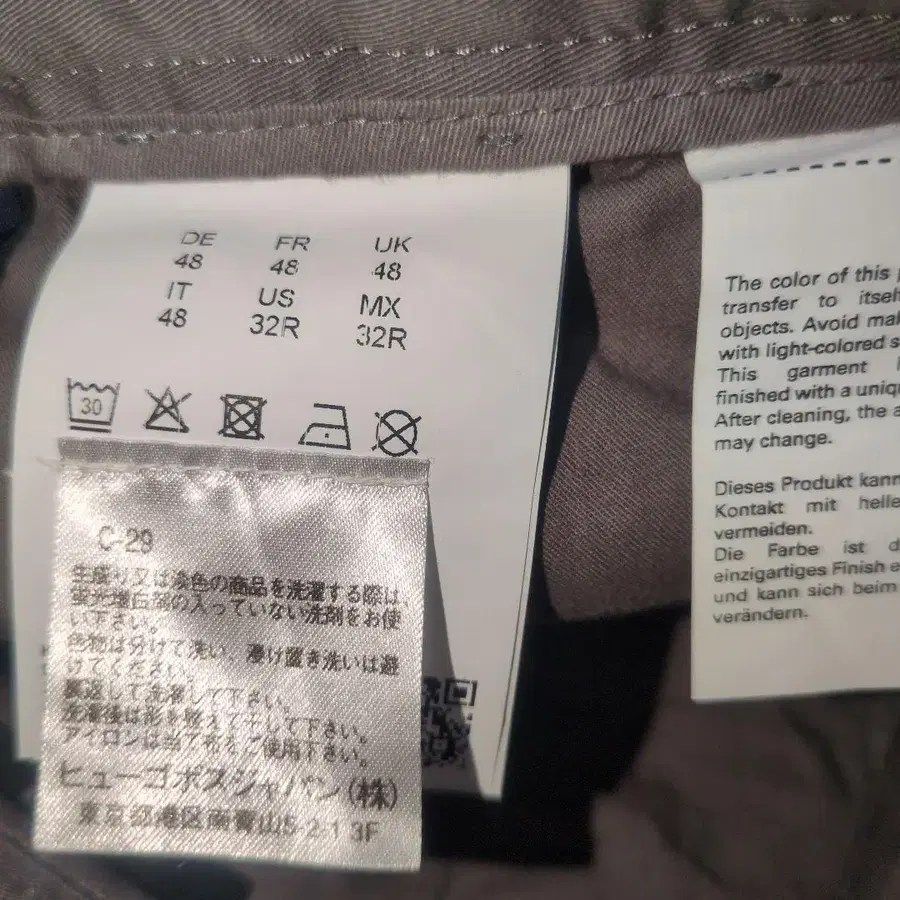 DE FR UK
48 48 48
IT US MX
48 32R 32R
30
C-29
生成り又は淡色の商品を洗濯する際は、
蛍光増白剤の入っていない洗剤をお使
い下さい。
色物は分けて洗い、浸け置き洗いは避
けてください。
裏返しで洗濯して下さい。
洗濯後は形を整えて干して下さい。
アイロンは当て布をご使用下さい。
ヒューゴボスジャパン(株)
東京都港区南青山5-2-1 3F
The color of this
transfer to itself
objects. Avoid
with light-colored
This garment
finished with a
After cleaning, the
may change.
Dieses Produkt kann
Kontakt mit
vermeiden.
Die Farbe ist
einzigartiges Finish
und kann sich beim
verändern.